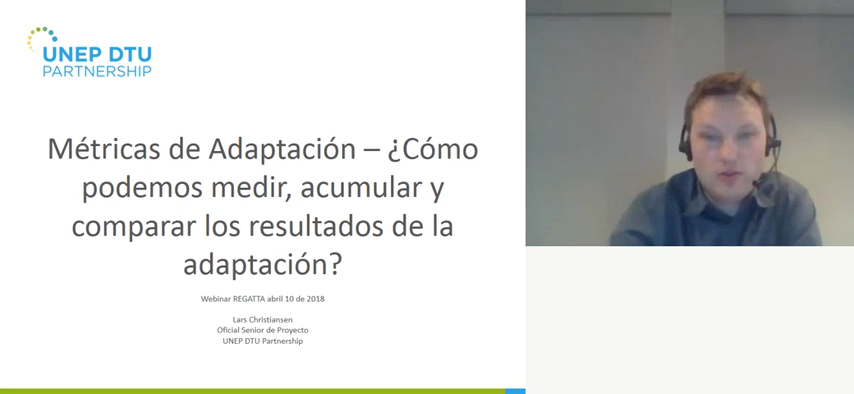 UNEP DTU
PARTNERSHIP
Métricas de Adaptación – ¿Cómo
podemos medir, acumular y
comparar los resultados de la
adaptación?
Webinar REGATTA abril 10 de 2018
Lars Christiansen
Oficial Senior de Proyecto
UNEP DTU Partnership